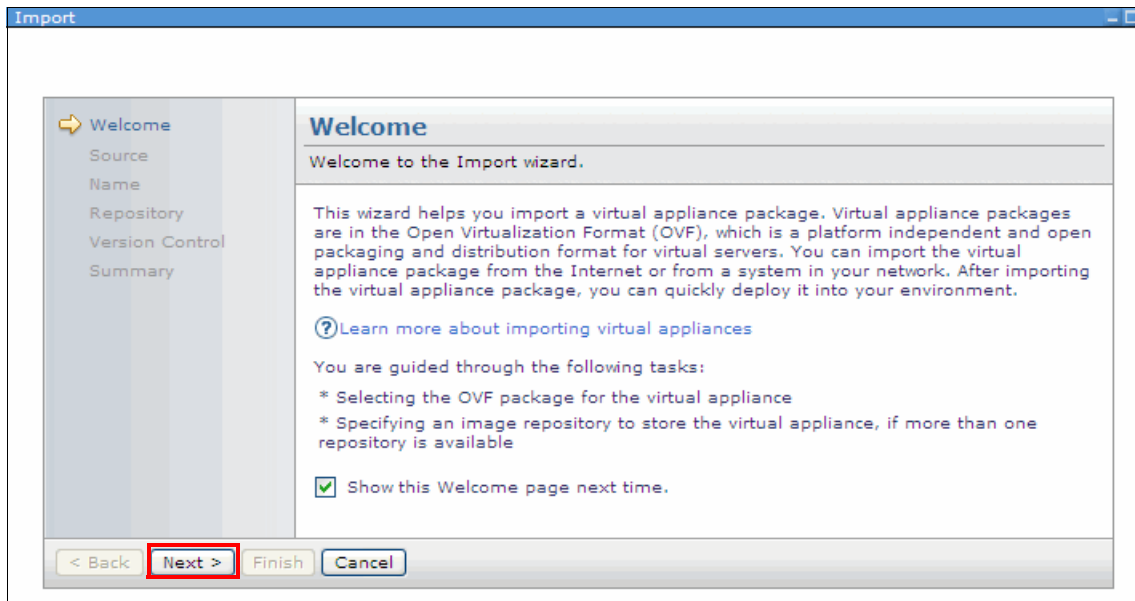 Import
Welcome
Source
Name
Repository
Version Control
Summary
Welcome
Welcome to the Import wizard.
This wizard helps you import a virtual appliance package. Virtual appliance packages
are in the Open Virtualization Format (OVF), which is a platform independent and open
packaging and distribution format for virtual servers. You can import the virtual
appliance package from the Internet or from a system in your network. After importing
the virtual appliance package, you can quickly deploy it into your environment.
?Learn more about importing virtual appliances
You are guided through the following tasks:
* Selecting the OVF package for the virtual appliance
* Specifying an image repository to store the virtual appliance, if more than one
repository is available
Show this Welcome page next time.
< Back Next > Finish Cancel